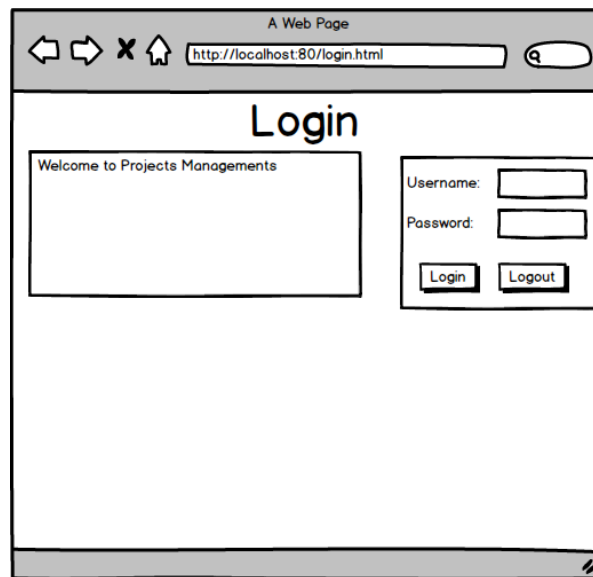 A Web Page
http://localhost:80/login.html
Login
Welcome to Projects Managements
Username:
Password:
Login Logout